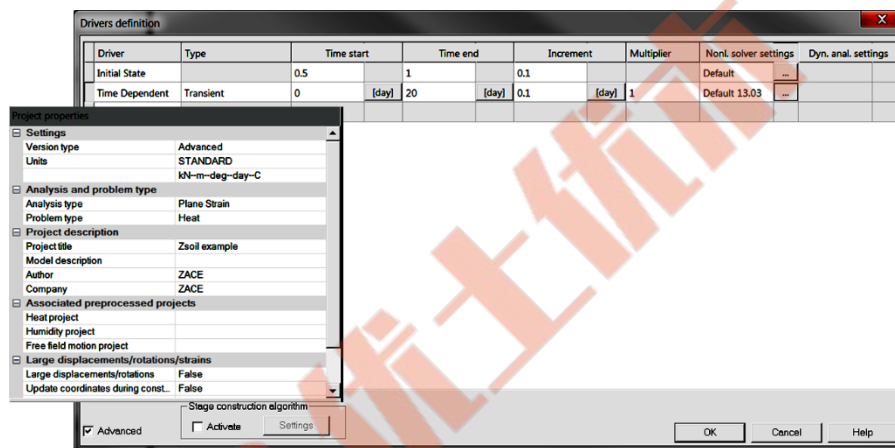 Drivers definition
Driver Type Time start Time end Increment Multiplier Nonl. solver settings Dyn. anal. settings
Initial State 0.5 1 0.1 Default ...
Time Dependent Transient 0 [day] 20 [day] 0.1 [day] 1 Default 13.03 ...
Project properties
Settings
Version type Advanced
Units STANDARD
kN--m--deg--day--C
Analysis and problem type
Analysis type Plane Strain
Problem type Heat
Project description
Project title Zsoil example
Model description
Author ZACE
Company ZACE
Associated preprocessed projects
Heat project
Humidity project
Free field motion project
Large displacements/rotations/strains
Large displacements/rotations False
Update coordinates during const... False
Stage construction algorithm
Advanced Activate Settings OK Cancel Help
优士优材